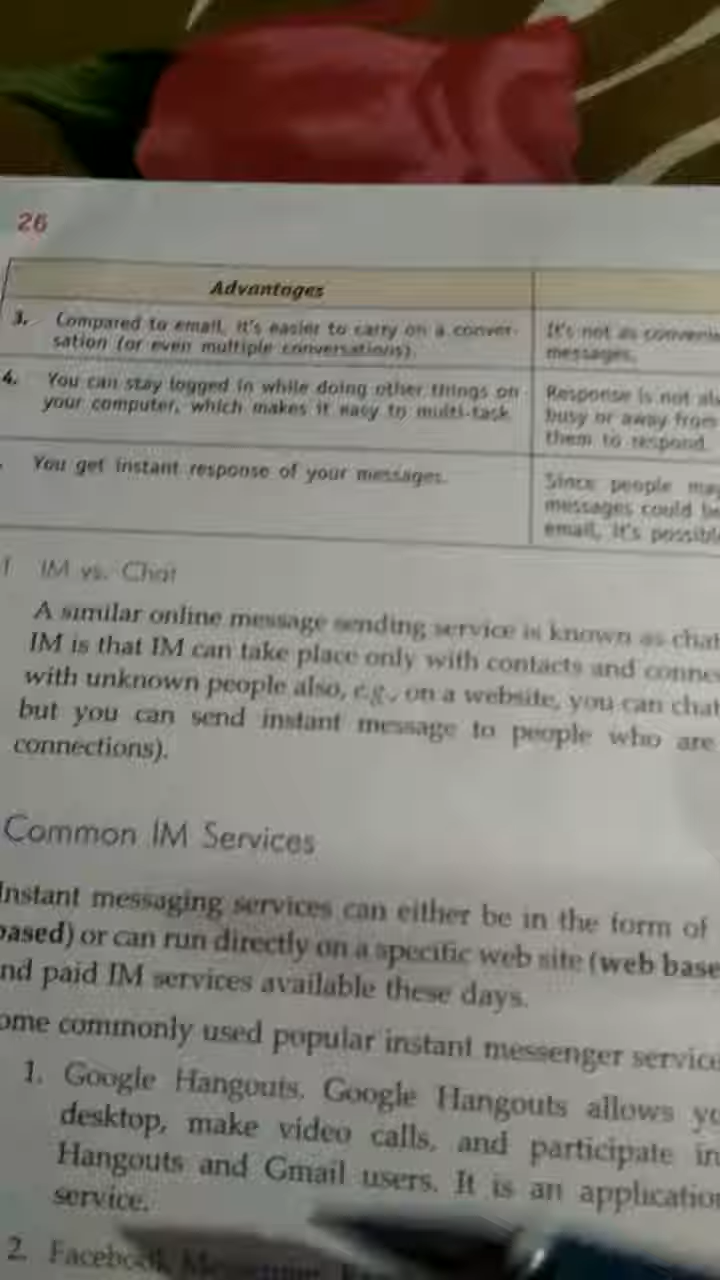 26
Advantages
3. Compared to email, it's easier to carry on a conver-
sation (or even multiple conversations).
It's not as
messages.
4. You can stay logged in while doing other things on
your computer, which makes it easy to multi-task.
Response is not
busy or away from
them to respond.
You get instant response of your messages.
Since people may
messages could be
email, it's
IM vs. Chat
A similar online message sending service is known as chat
IM is that IM can take place only with contacts and
with unknown people also, e.g., on a website, you can chat
but you can send instant message to people who are
connections).
Common IM Services
Instant messaging services can either be in the form of
based) or can run directly on a specific web site (web
nd paid IM services available these days.
ome commonly used popular instant messenger
1. Google Hangouts. Google Hangouts allows
desktop, make video calls, and participate in
Hangouts and Gmail users. It is an
service.
2. Facebook